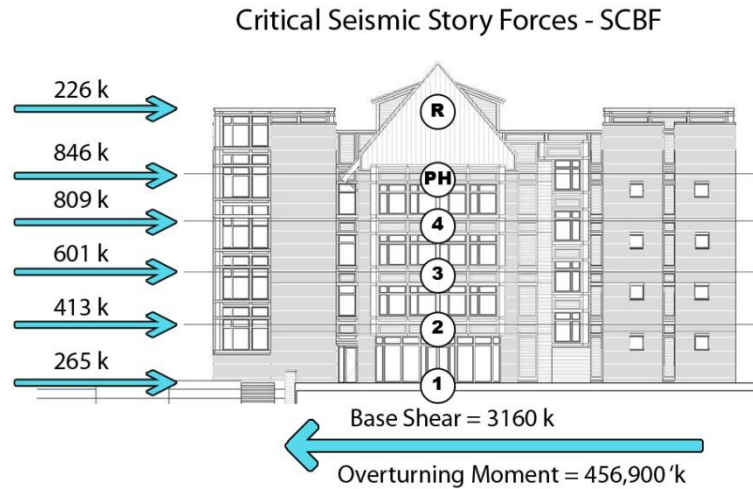 Critical Seismic Story Forces - SCBF
226 k
R
846 k
PH
809 k
4
601 k
3
413 k
2
265 k
1
Base Shear = 3160 k
Overturning Moment = 456,900 'k